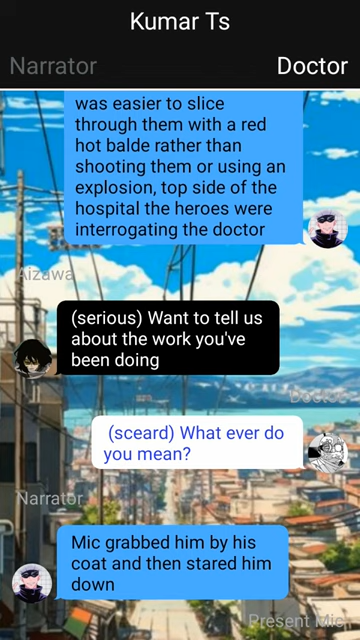 Kumar Ts
Narrator
Doctor
was easier to slice
through them with a red
hot balde rather than
shooting them or using an
explosion, top side of the
hospital the heroes were
interrogating the doctor
Aizawa
(serious) Want to tell us
about the work you've
been doing
Doctor
(sceard) What ever do
you mean?
Narrator
Mic grabbed him by his
coat and then stared him
down
Present Mic